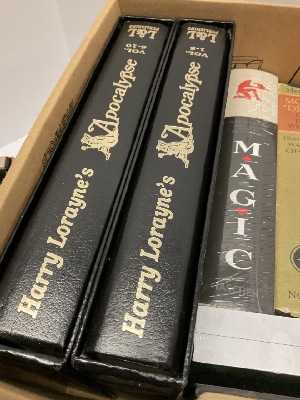 Harry Lorayne's
Apocalypse
VOL. 6-10
L&L
PUBLISHING
Harry Lorayne's
Apocalypse
VOL. 1-5
L&L
PUBLISHING
MAGIC